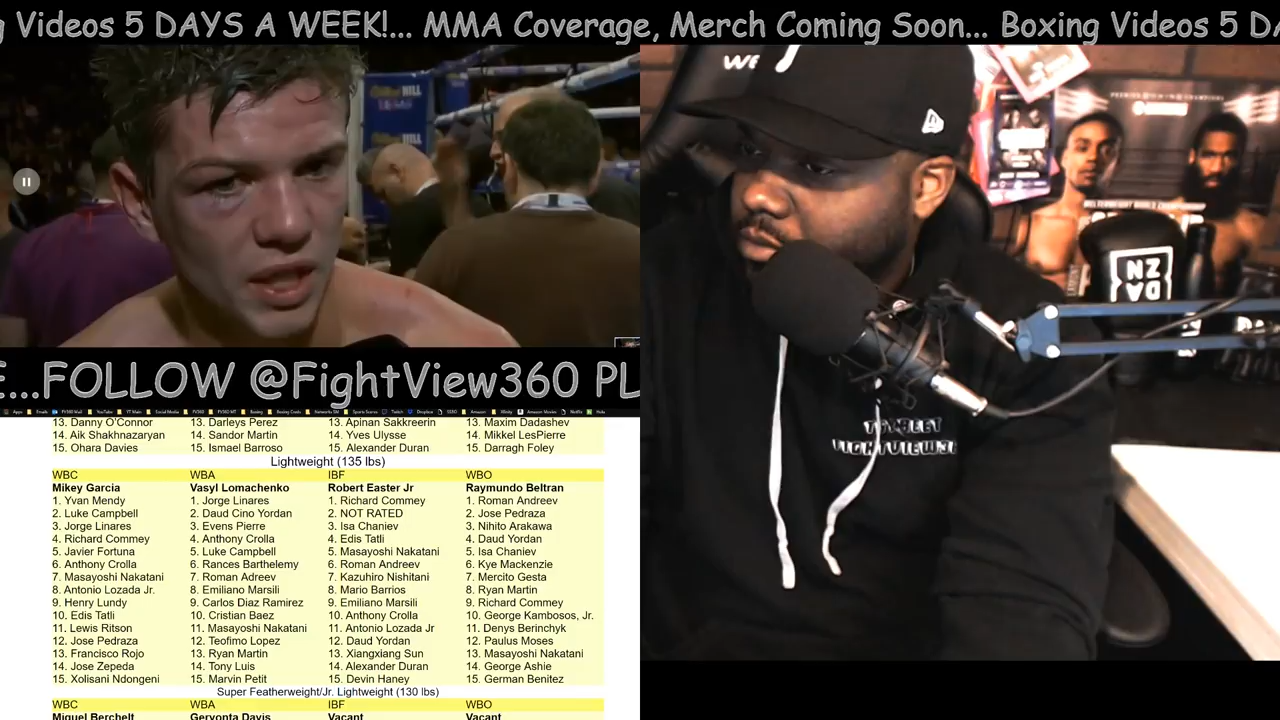 g Videos 5 DAYS A WEEK!... MMA Coverage, Merch Coming Soon... Boxing Videos 5 DA
E...FOLLOW @FightView360 PL
13. Danny O'Connor 13. Darleys Perez 13. Apinan Sakkreerin 13. Maxim Dadashev
14. Aik Shakhnazaryan 14. Sandor Martin 14. Yves Ulysse 14. Mikkel LesPierre
15. Ohara Davies 15. Ismael Barroso 15. Alexander Duran 15. Darragh Foley
Lightweight (135 lbs)
WBC WBA IBF WBO
Mikey Garcia Vasyl Lomachenko Robert Easter Jr Raymundo Beltran
1. Yvan Mendy 1. Jorge Linares 1. Richard Commey 1. Roman Andreev
2. Luke Campbell 2. Daud Cino Yordan 2. NOT RATED 2. Jose Pedraza
3. Jorge Linares 3. Evens Pierre 3. Isa Chaniev 3. Nihito Arakawa
4. Richard Commey 4. Anthony Crolla 4. Edis Tatli 4. Daud Yordan
5. Javier Fortuna 5. Luke Campbell 5. Masayoshi Nakatani 5. Isa Chaniev
6. Anthony Crolla 6. Rances Barthelemy 6. Roman Andreev 6. Kye Mackenzie
7. Masayoshi Nakatani 7. Roman Adreev 7. Kazuhiro Nishitani 7. Mercito Gesta
8. Antonio Lozada Jr. 8. Emiliano Marsili 8. Mario Barrios 8. Ryan Martin
9. Henry Lundy 9. Carlos Diaz Ramirez 9. Emiliano Marsili 9. Richard Commey
10. Edis Tatli 10. Cristian Baez 10. Anthony Crolla 10. George Kambosos, Jr.
11. Lewis Ritson 11. Masayoshi Nakatani 11. Antonio Lozada Jr 11. Denys Berinchyk
12. Jose Pedraza 12. Teofimo Lopez 12. Daud Yordan 12. Paulus Moses
13. Francisco Rojo 13. Ryan Martin 13. Xiangxiang Sun 13. Masayoshi Nakatani
14. Jose Zepeda 14. Tony Luis 14. Alexander Duran 14. George Ashie
15. Xolisani Ndongeni 15. Marvin Petit 15. Devin Haney 15. German Benitez
Super Featherweight/Jr. Lightweight (130 lbs)
WBC WBA IBF WBO
Miguel Berchelt Gervonta Davis Vacant Vacant